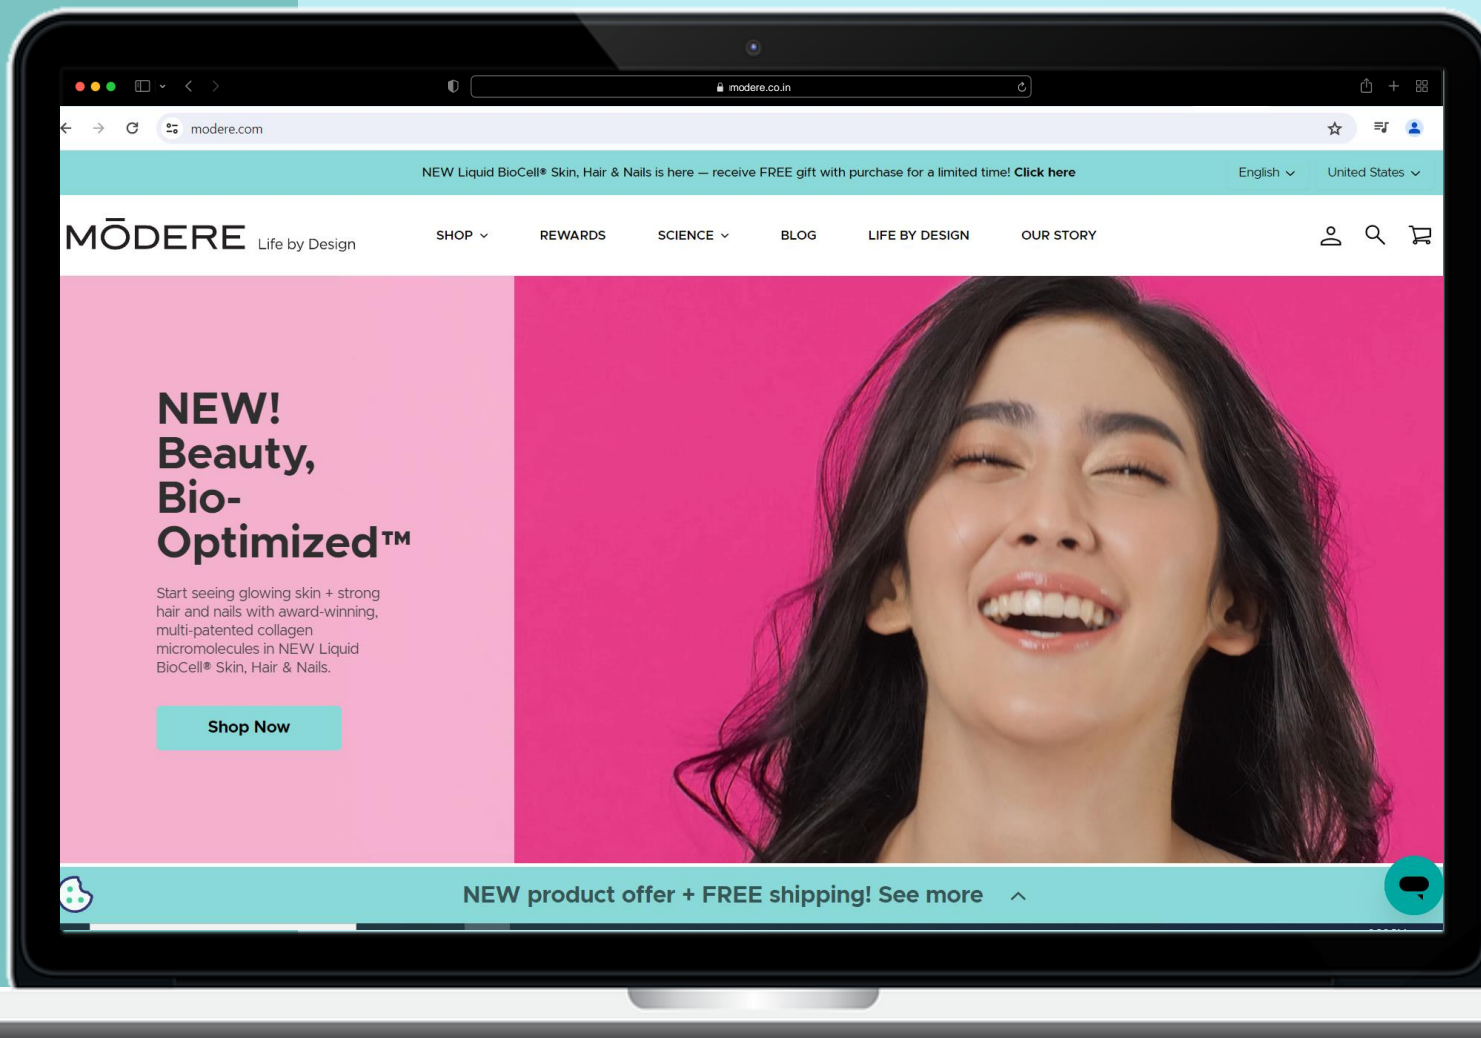 modere.co.in
modere.com
NEW Liquid BioCell® Skin, Hair & Nails is here — receive FREE gift with purchase for a limited time! Click here
English
United States
MŌDERE Life by Design
SHOP
REWARDS
SCIENCE
BLOG
LIFE BY DESIGN
OUR STORY
NEW!
Beauty,
Bio-
Optimized™
Start seeing glowing skin + strong
hair and nails with award-winning,
multi-patented collagen
micromolecules in NEW Liquid
BioCell® Skin, Hair & Nails.
Shop Now
NEW product offer + FREE shipping! See more